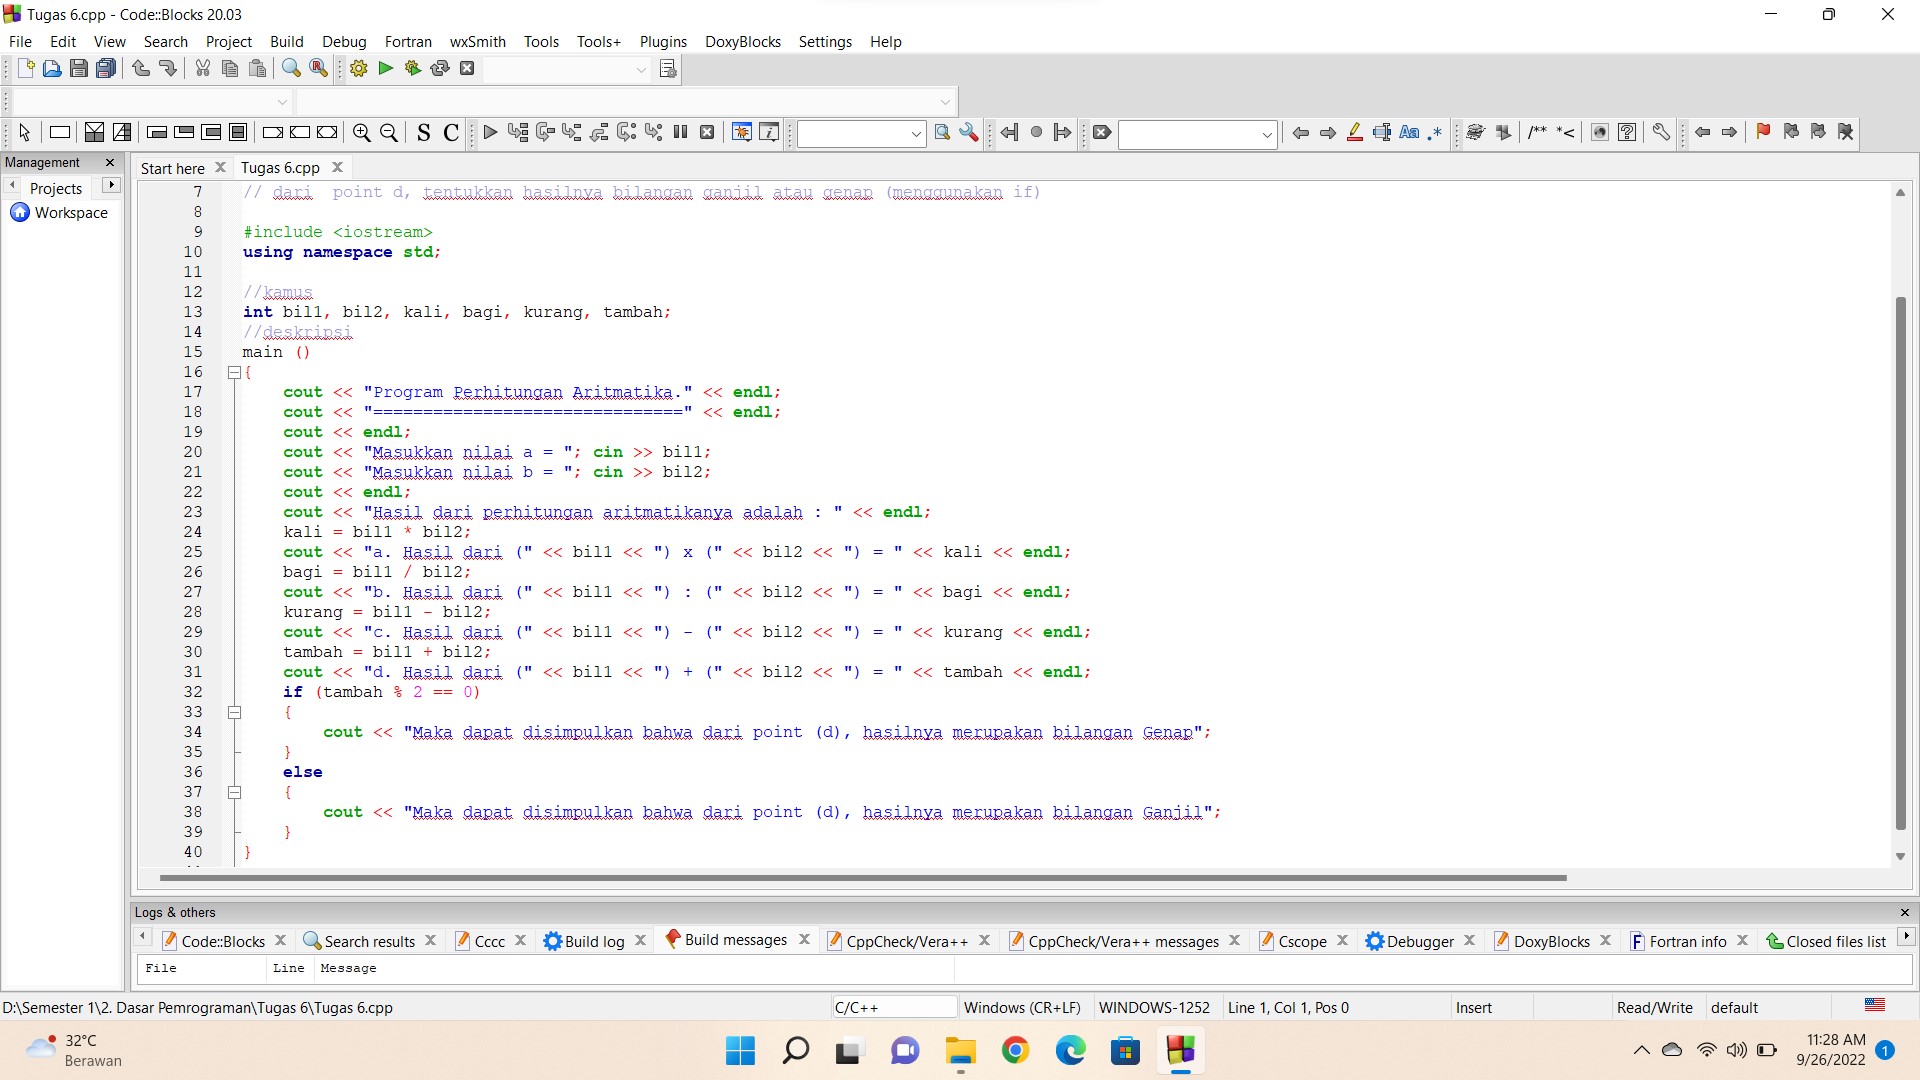 Tugas 6.cpp - Code::Blocks 20.03
File Edit View Search Project Build Debug Fortran wxSmith Tools Tools+ Plugins DoxyBlocks Settings Help
S C
/** *<
Management
Projects
Workspace
Start here Tugas 6.cpp
7 // dari  point d, tentukkan hasilnya bilangan ganjil atau genap (menggunakan if)
8
9 #include <iostream>
10 using namespace std;
11
12 //kamus
13 int bil1, bil2, kali, bagi, kurang, tambah;
14 //deskripsi
15 main ()
16 {
17 cout << "Program Perhitungan Aritmatika." << endl;
18 cout << "===============================" << endl;
19 cout << endl;
20 cout << "Masukkan nilai a = "; cin >> bil1;
21 cout << "Masukkan nilai b = "; cin >> bil2;
22 cout << endl;
23 cout << "Hasil dari perhitungan aritmatikanya adalah : " << endl;
24 kali = bil1 * bil2;
25 cout << "a. Hasil dari (" << bil1 << ") x (" << bil2 << ") = " << kali << endl;
26 bagi = bil1 / bil2;
27 cout << "b. Hasil dari (" << bil1 << ") : (" << bil2 << ") = " << bagi << endl;
28 kurang = bil1 - bil2;
29 cout << "c. Hasil dari (" << bil1 << ") - (" << bil2 << ") = " << kurang << endl;
30 tambah = bil1 + bil2;
31 cout << "d. Hasil dari (" << bil1 << ") + (" << bil2 << ") = " << tambah << endl;
32 if (tambah % 2 == 0)
33 {
34 cout << "Maka dapat disimpulkan bahwa dari point (d), hasilnya merupakan bilangan Genap";
35 }
36 else
37 {
38 cout << "Maka dapat disimpulkan bahwa dari point (d), hasilnya merupakan bilangan Ganjil";
39 }
40 }
Logs & others
Code::Blocks Search results Cccc Build log Build messages CppCheck/Vera++ CppCheck/Vera++ messages Cscope Debugger DoxyBlocks Fortran info Closed files list
File Line Message
D:\Semester 1\2. Dasar Pemrograman\Tugas 6\Tugas 6.cpp C/C++ Windows (CR+LF) WINDOWS-1252 Line 1, Col 1, Pos 0 Insert Read/Write default
32°C
Berawan
11:28 AM
9/26/2022
1